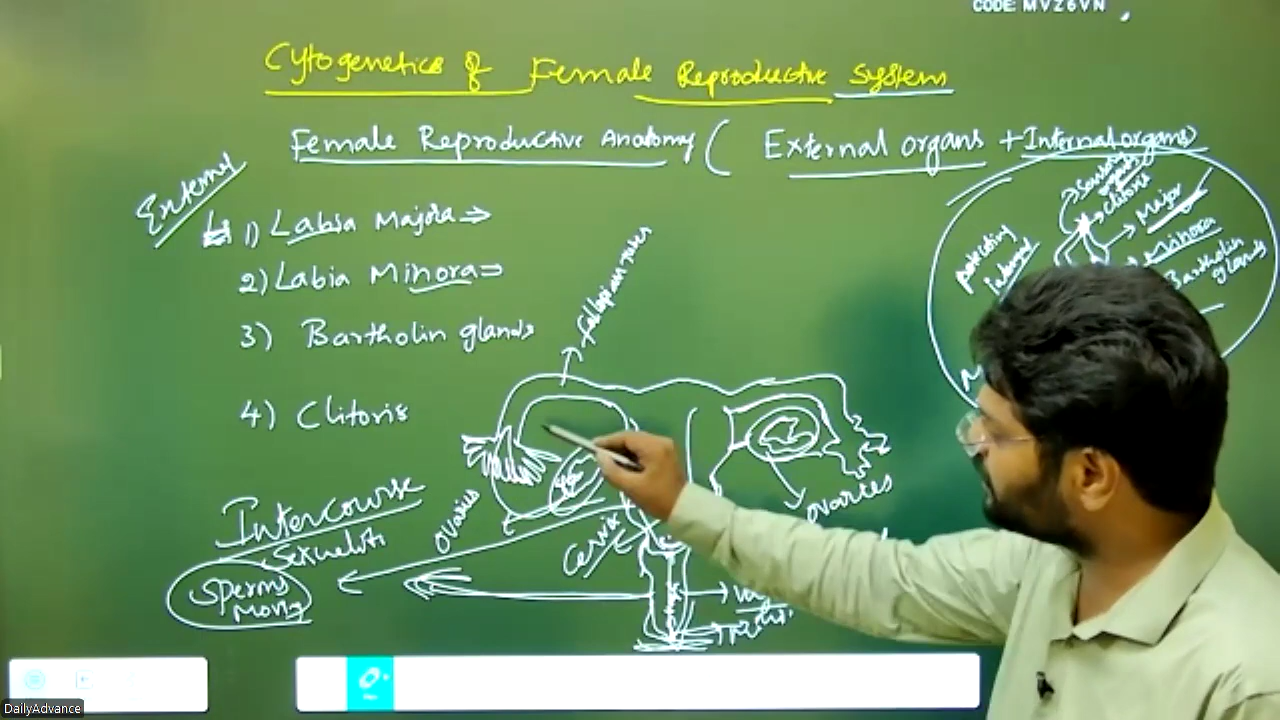 CODE: MVZ6VN
Cytogenetics of Female Reproductive System
Female Reproductive Anatomy ( External organs + Internal organs)
1) Labia Majora ⇒
2) Labia Minora ⇒
3) Bartholin glands
4) Clitoris
Fallopian tubes
Clitoris
Major
Minora
Bartholin
glands
ovaries
ovaries
Cervix
Intercourse
Sperms
DailyAdvance